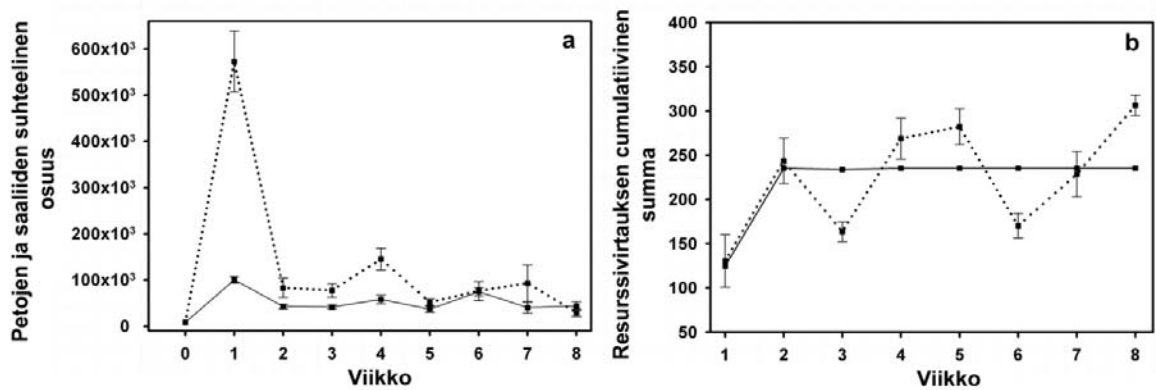 a
Petojen ja saaliiden suhteelinen
osuus
600x10³
500x10³
400x10³
300x10³
200x10³
100x10³
0
0 1 2 3 4 5 6 7 8
Viikko
b
Resurssivirtauksen cumulatiivinen
summa
400
350
300
250
200
150
100
50
1 2 3 4 5 6 7 8
Viikko